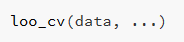 loo_cv(data, ...)